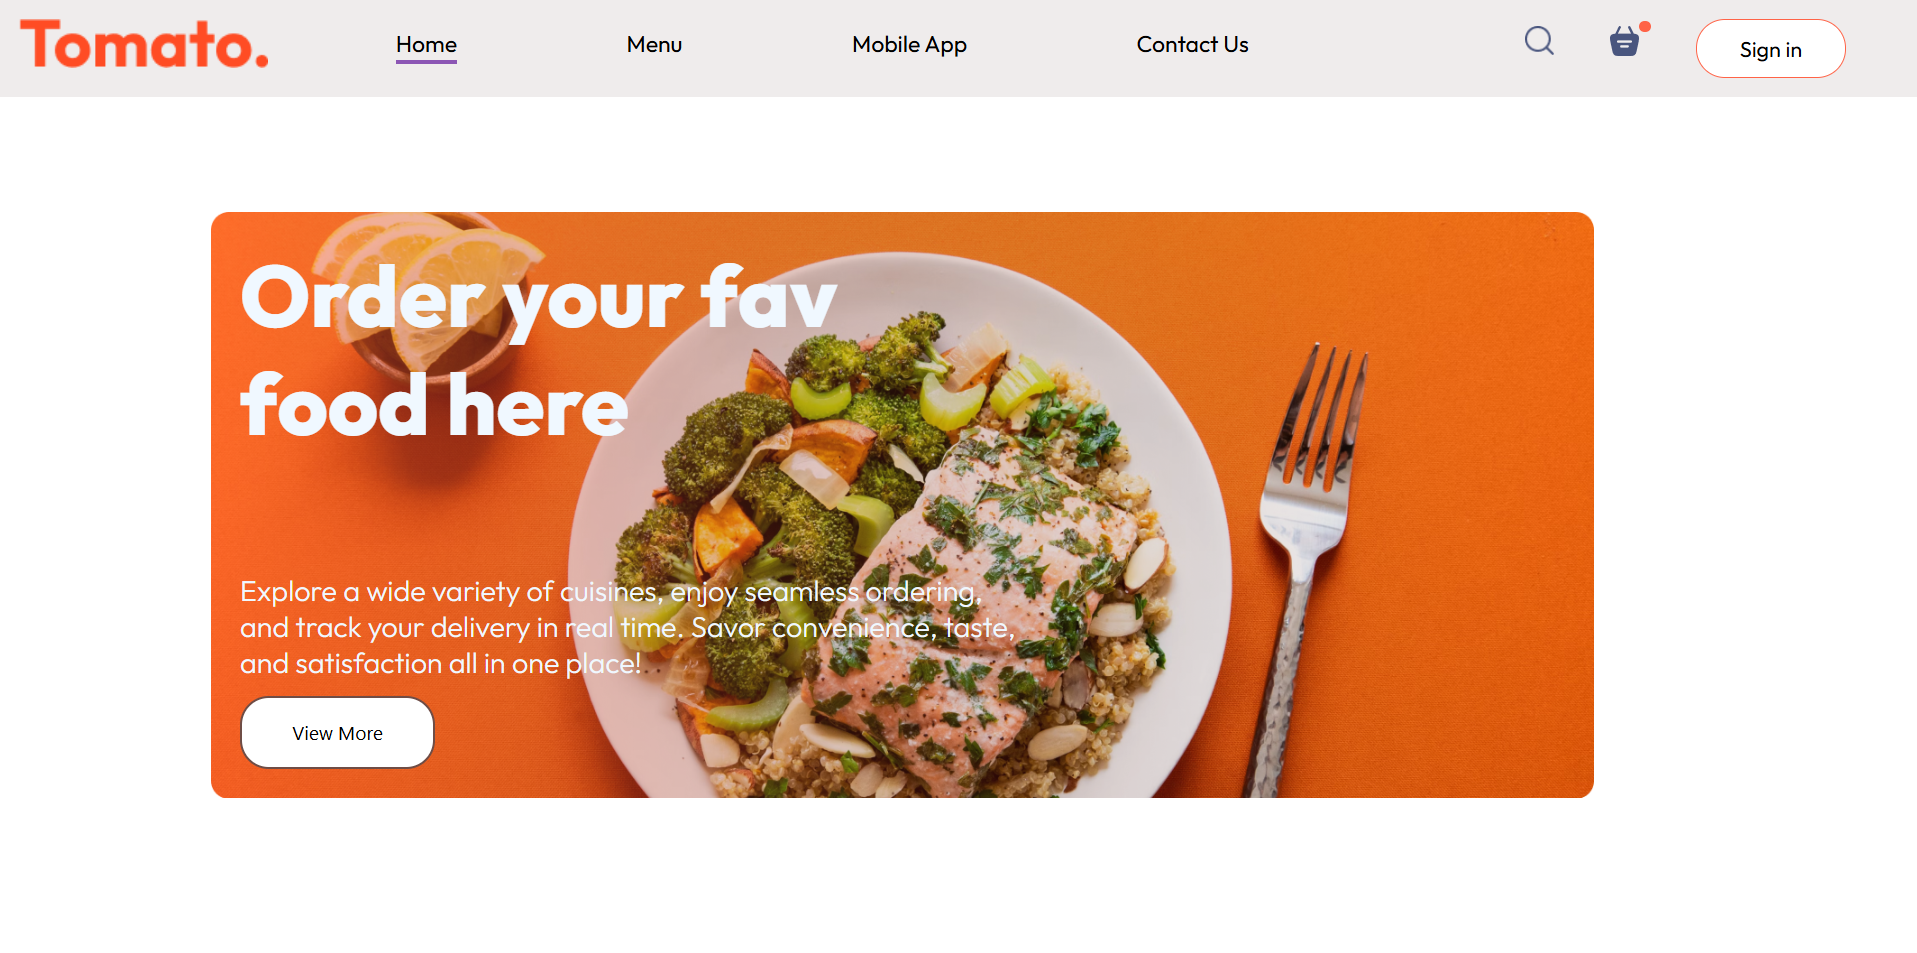 Tomato.
Home
Menu
Mobile App
Contact Us
Sign in
Order your fav
food here
Explore a wide variety of cuisines, enjoy seamless ordering,
and track your delivery in real time. Savor convenience, taste,
and satisfaction all in one place!
View More